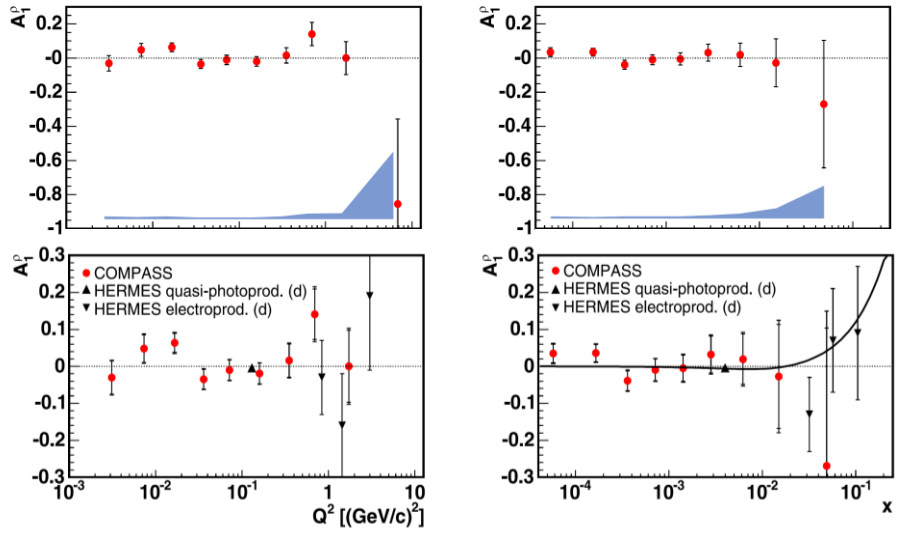 A₁^ρ
0.2
-0
-0.2
-0.4
-0.6
-0.8
-1
A₁^ρ
0.2
-0
-0.2
-0.4
-0.6
-0.8
-1
A₁^ρ
0.3
0.2
0.1
0
-0.1
-0.2
-0.3
COMPASS
HERMES quasi-photoprod. (d)
HERMES electroprod. (d)
10⁻³ 10⁻² 10⁻¹ 1 10
Q² [(GeV/c)²]
A₁^ρ
0.3
0.2
0.1
0
-0.1
-0.2
-0.3
COMPASS
HERMES quasi-photoprod. (d)
HERMES electroprod. (d)
10⁻⁴ 10⁻³ 10⁻² 10⁻¹
x